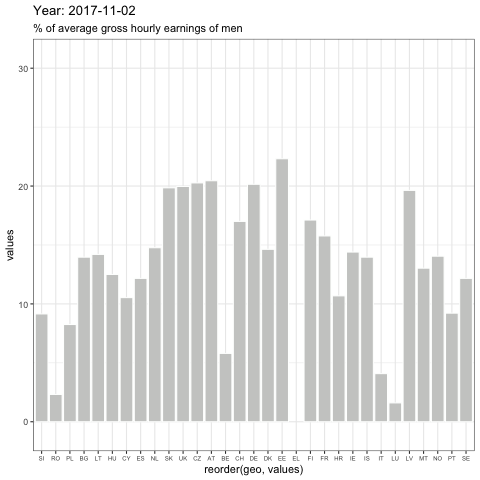 Year: 2017-11-02
% of average gross hourly earnings of men
30
20
10
0
values
SI RO PL BG LT HU CY ES NL SK UK CZ AT BE CH DE DK EE EL FI FR HR IE IS IT LU LV MT NO PT SE
reorder(geo, values)